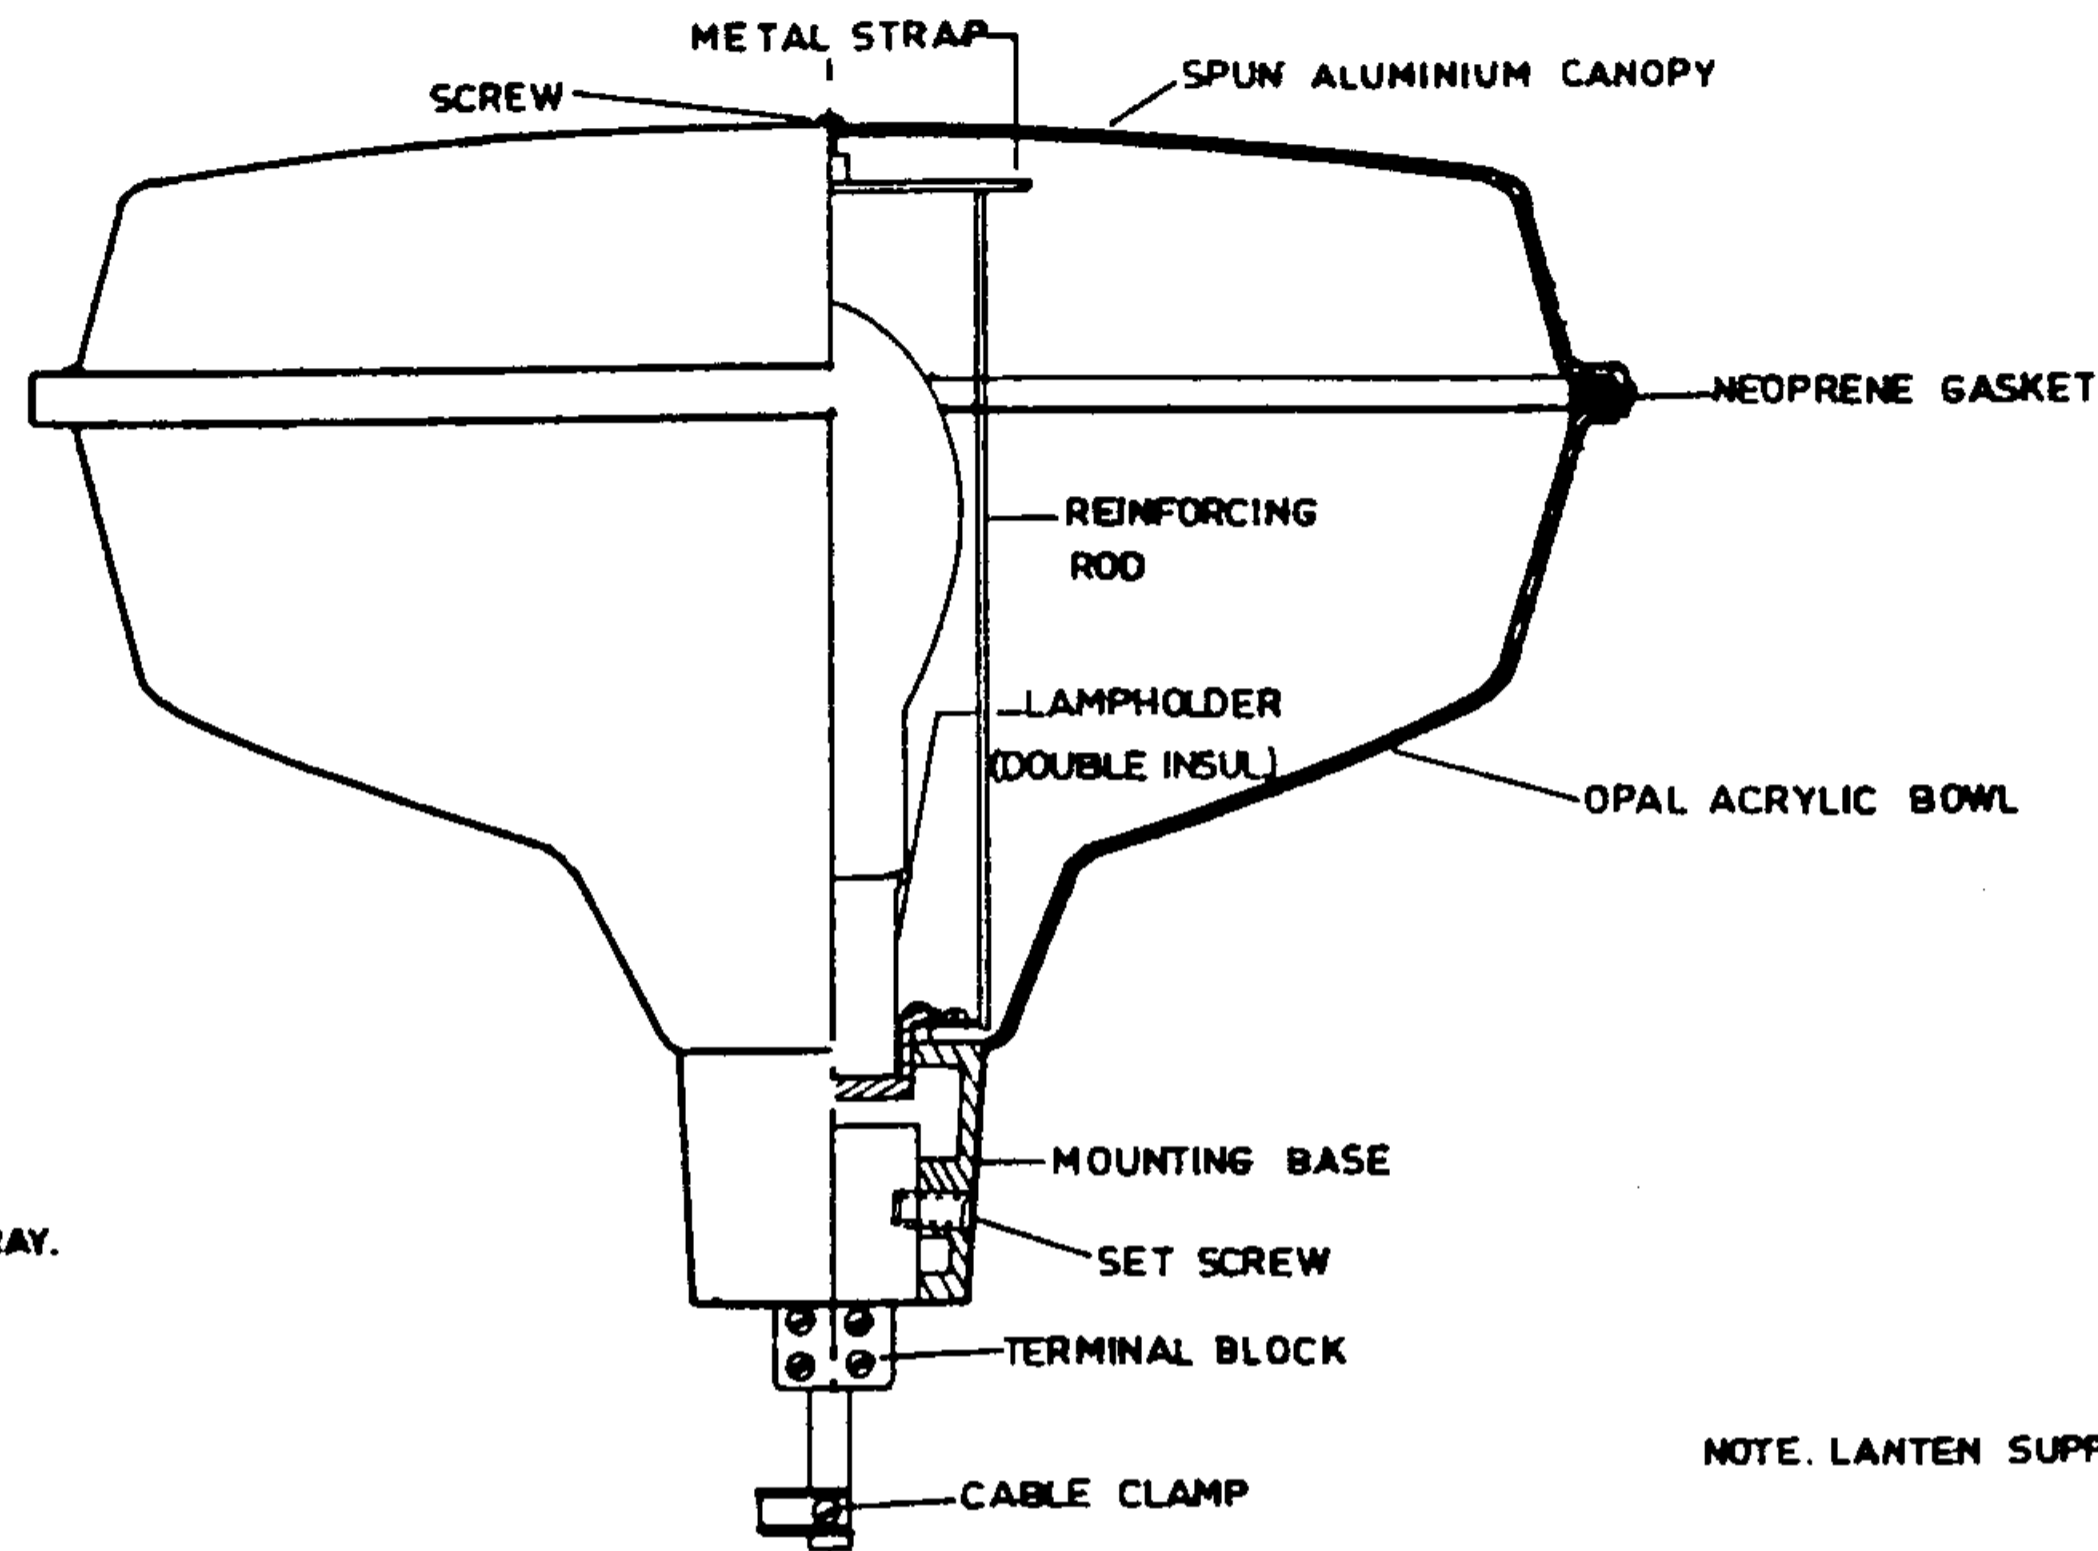 METAL STRAP
SCREW
SPUN ALUMINIUM CANOPY
NEOPRENE GASKET
REINFORCING
ROD
LAMPHOLDER
(DOUBLE INSUL)
OPAL ACRYLIC BOWL
MOUNTING BASE
SET SCREW
TERMINAL BLOCK
CABLE CLAMP
NOTE. LANTEN